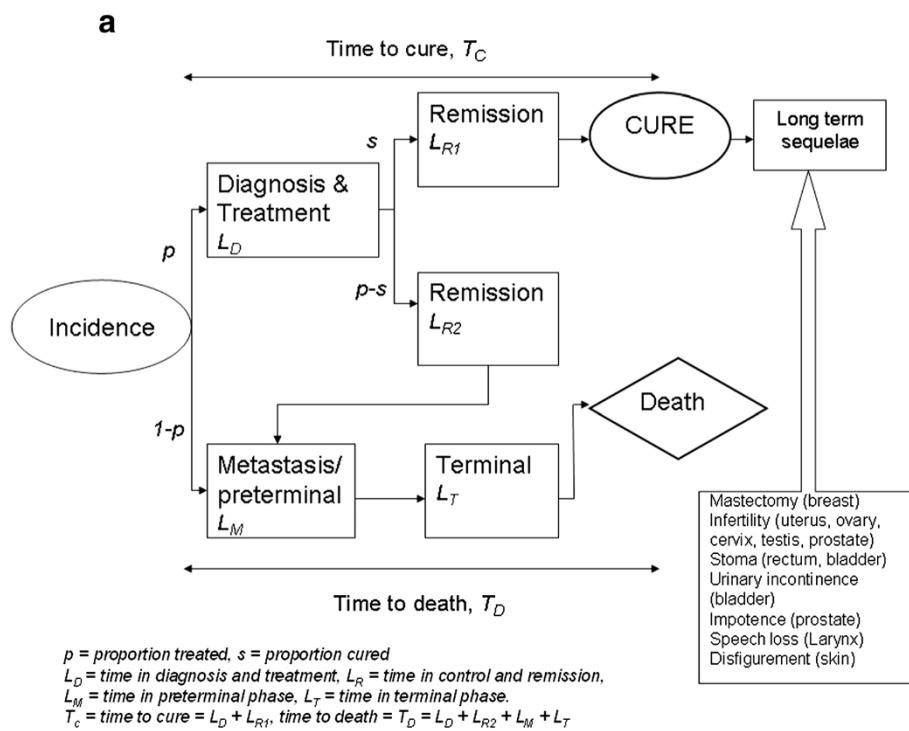 a
Time to cure, T_C
Remission
L_R1
CURE
Long term
sequelae
s
Diagnosis &
Treatment
L_D
p
p-s
Remission
L_R2
Incidence
Death
1-p
Metastasis/
preterminal
L_M
Terminal
L_T
Mastectomy (breast)
Infertility (uterus, ovary,
cervix, testis, prostate)
Stoma (rectum, bladder)
Urinary incontinence
(bladder)
Impotence (prostate)
Speech loss (Larynx)
Disfigurement (skin)
Time to death, T_D
p = proportion treated, s = proportion cured
L_D = time in diagnosis and treatment, L_R = time in control and remission,
L_M = time in preterminal phase, L_T = time in terminal phase.
T_c = time to cure = L_D + L_R1, time to death = T_D = L_D + L_R2 + L_M + L_T